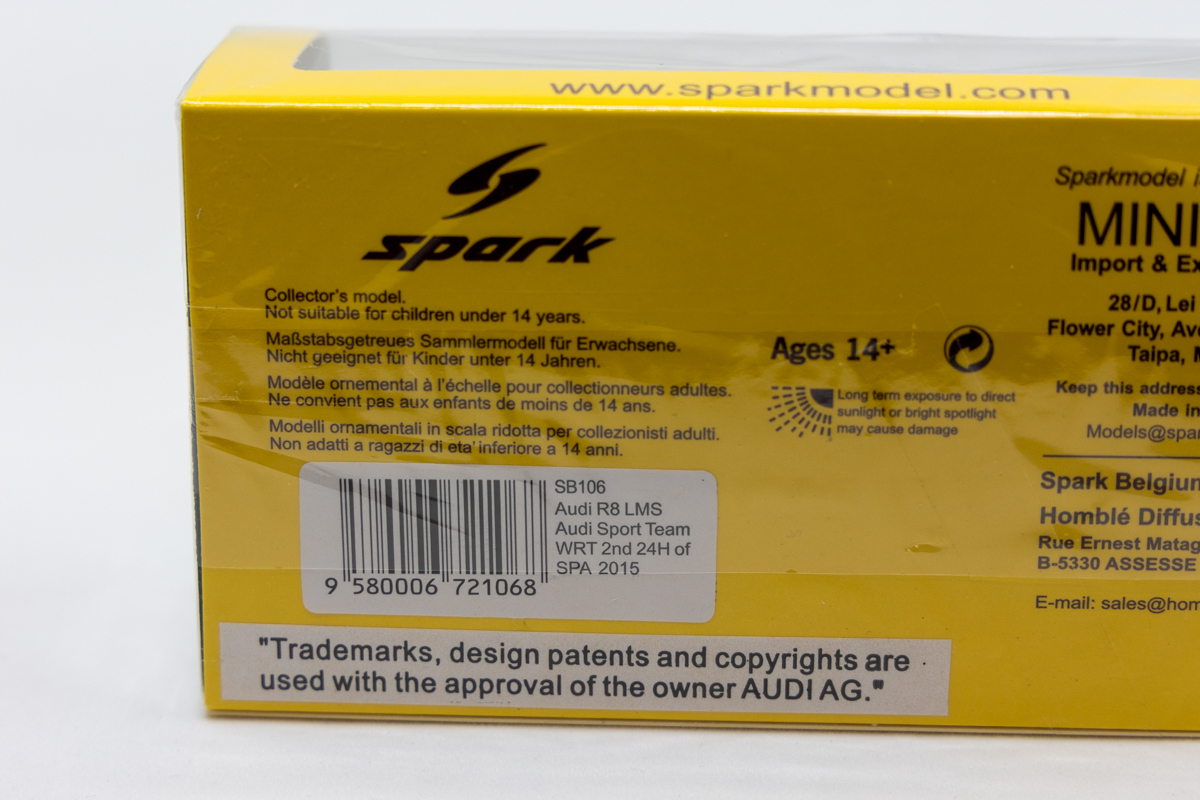 www.sparkmodel.com
spark
Collector's model.
Not suitable for children under 14 years.
Maßstabsgetreues Sammlermodell für Erwachsene.
Nicht geeignet für Kinder unter 14 Jahren.
Modèle ornemental à l'échelle pour collectionneurs adultes.
Ne convient pas aux enfants de moins de 14 ans.
Modelli ornamentali in scala ridotta per collezionisti adulti.
Non adatti a ragazzi di eta' inferiore a 14 anni.
SB106
Audi R8 LMS
Audi Sport Team
WRT 2nd 24H of
SPA 2015
9 580006 721068
"Trademarks, design patents and copyrights are
used with the approval of the owner AUDI AG."
Ages 14+
Long term exposure to direct
sunlight or bright spotlight
may cause damage
Sparkmodel
MINI
Import & Ex
28/D, Lei
Flower City, Ave
Taipa,
Keep this address
Made in
Models@spar
Spark Belgium
Homblé Diffus
Rue Ernest Matag
B-5330 ASSESSE
E-mail: sales@hom